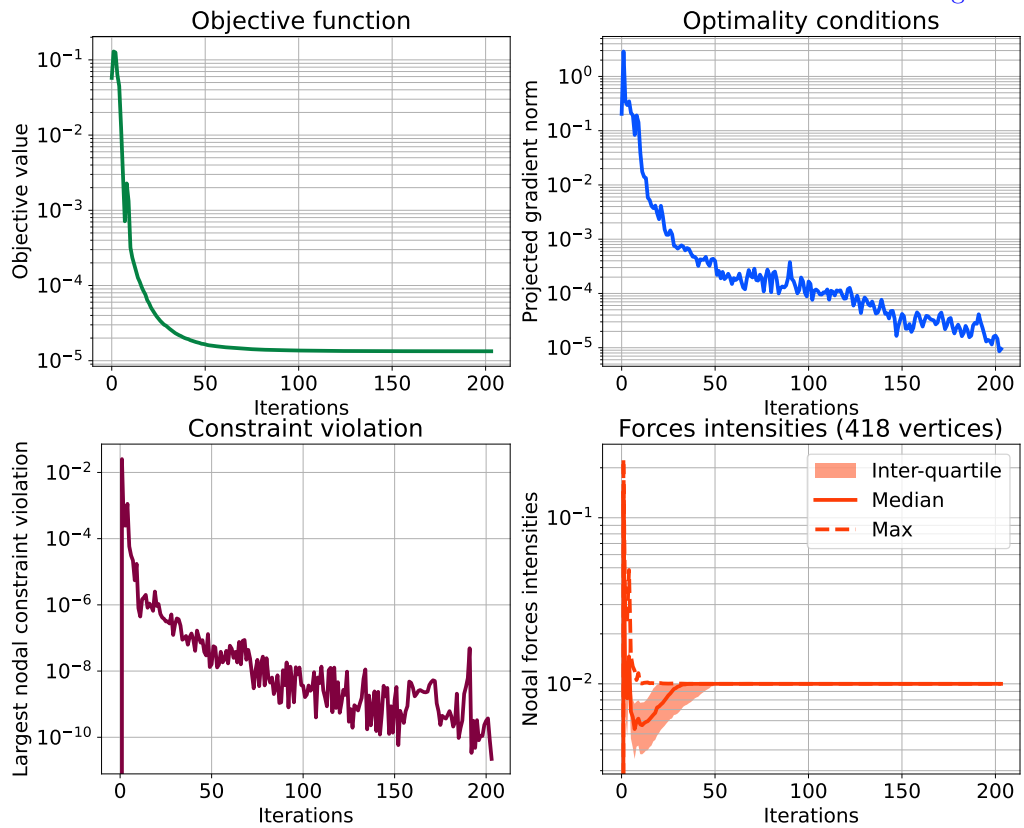 Objective function
Objective value
10⁻¹
10⁻²
10⁻³
10⁻⁴
10⁻⁵
0 50 100 150 200
Iterations
Optimality conditions
Projected gradient norm
10⁰
10⁻¹
10⁻²
10⁻³
10⁻⁴
10⁻⁵
0 50 100 150 200
Iterations
Constraint violation
Largest nodal constraint violation
10⁻²
10⁻⁴
10⁻⁶
10⁻⁸
10⁻¹⁰
0 50 100 150 200
Iterations
Forces intensities (418 vertices)
Nodal forces intensities
10⁻¹
10⁻²
Inter-quartile
Median
Max
0 50 100 150 200
Iterations